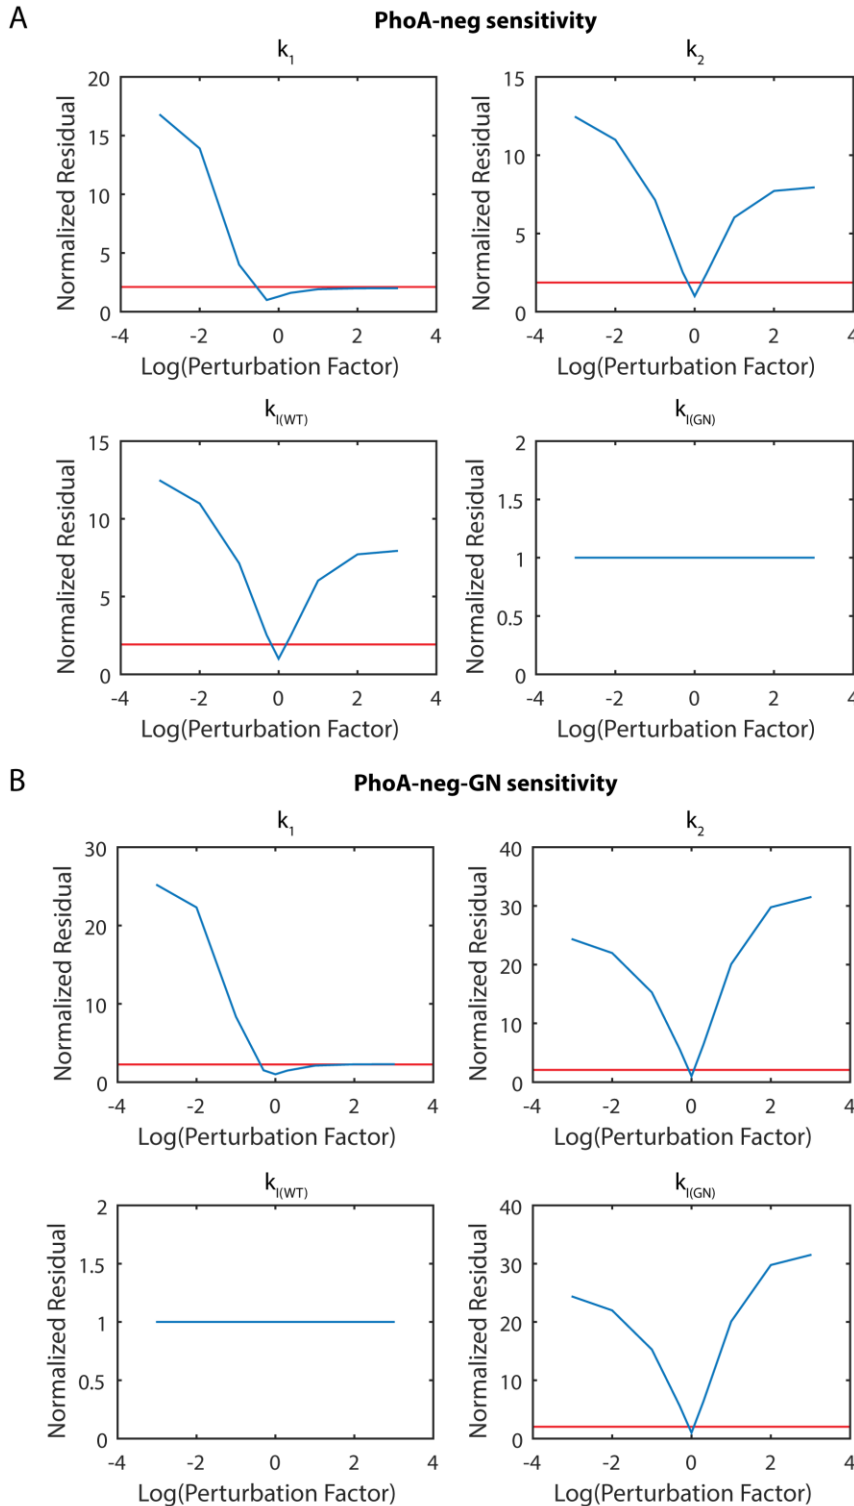 A
PhoA-neg sensitivity
k1
k2
Normalized Residual
20
15
10
5
0
-4
-2
0
2
4
Log(Perturbation Factor)
Normalized Residual
15
10
5
0
-4
-2
0
2
4
Log(Perturbation Factor)
kI(WT)
kI(GN)
Normalized Residual
15
10
5
0
-4
-2
0
2
4
Log(Perturbation Factor)
Normalized Residual
2
1.5
1
0.5
0
-4
-2
0
2
4
Log(Perturbation Factor)
B
PhoA-neg-GN sensitivity
k1
k2
Normalized Residual
30
20
10
0
-4
-2
0
2
4
Log(Perturbation Factor)
Normalized Residual
40
30
20
10
0
-4
-2
0
2
4
Log(Perturbation Factor)
kI(WT)
kI(GN)
Normalized Residual
2
1.5
1
0.5
0
-4
-2
0
2
4
Log(Perturbation Factor)
Normalized Residual
40
30
20
10
0
-4
-2
0
2
4
Log(Perturbation Factor)